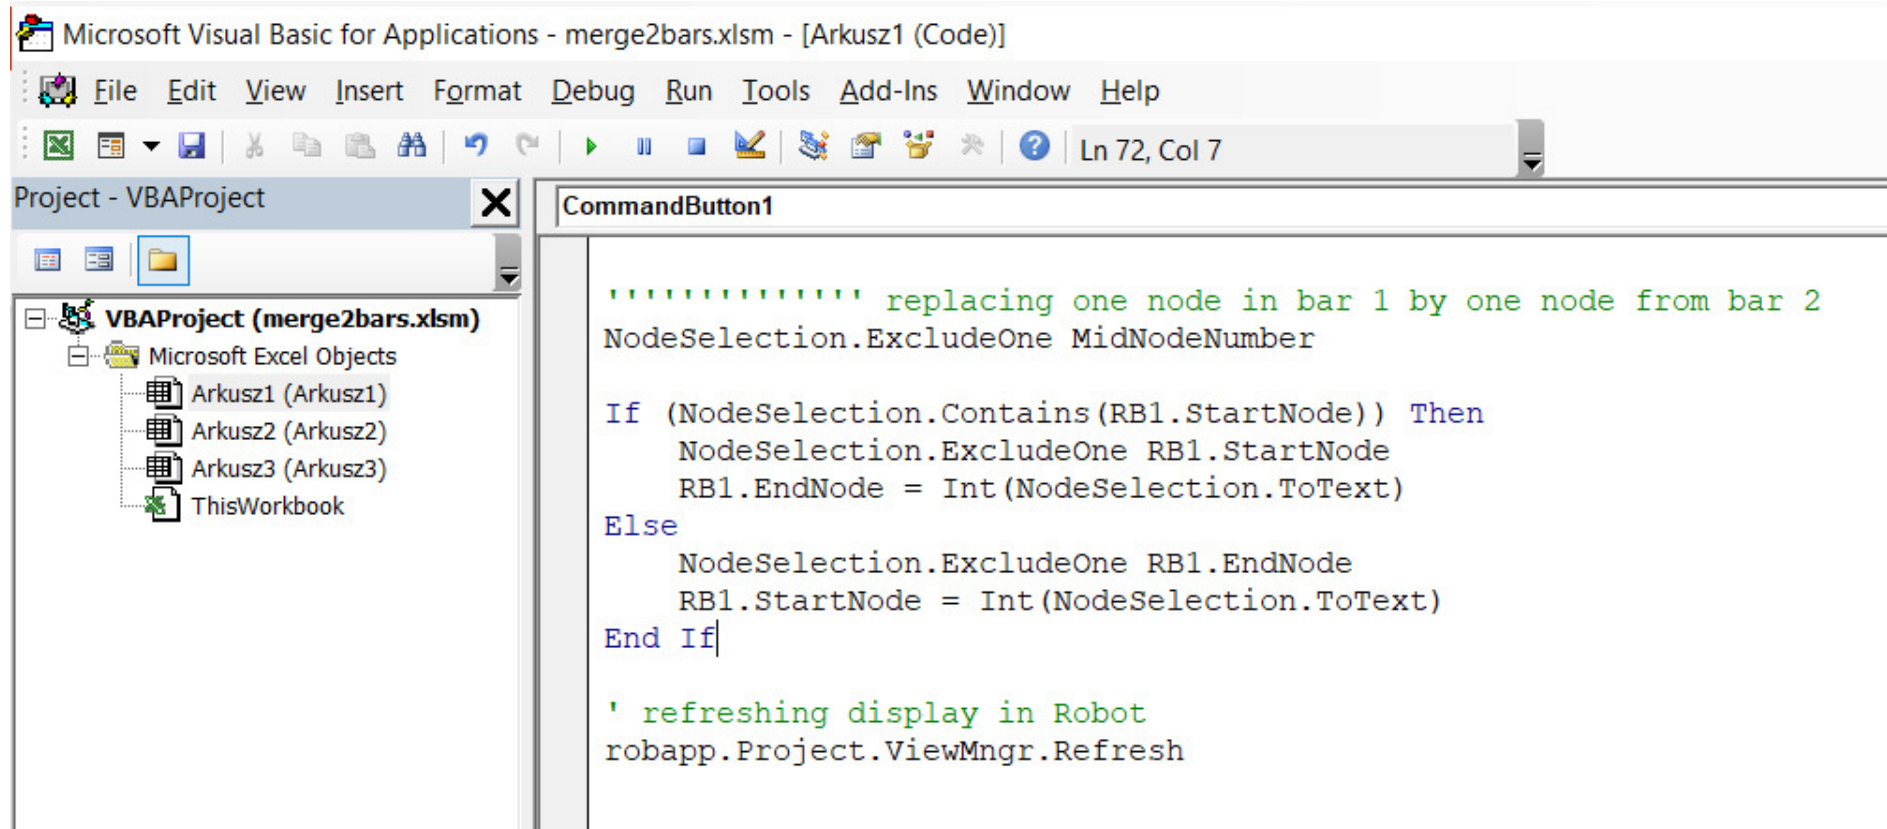 Microsoft Visual Basic for Applications - merge2bars.xlsm - [Arkusz1 (Code)]
File Edit View Insert Format Debug Run Tools Add-Ins Window Help
Ln 72, Col 7
Project - VBAProject
CommandButton1
VBAProject (merge2bars.xlsm)
Microsoft Excel Objects
Arkusz1 (Arkusz1)
Arkusz2 (Arkusz2)
Arkusz3 (Arkusz3)
ThisWorkbook
'''''''''''''' replacing one node in bar 1 by one node from bar 2
NodeSelection.ExcludeOne MidNodeNumber
If (NodeSelection.Contains(RB1.StartNode)) Then
    NodeSelection.ExcludeOne RB1.StartNode
    RB1.EndNode = Int(NodeSelection.ToText)
Else
    NodeSelection.ExcludeOne RB1.EndNode
    RB1.StartNode = Int(NodeSelection.ToText)
End If
' refreshing display in Robot
robapp.Project.ViewMngr.Refresh